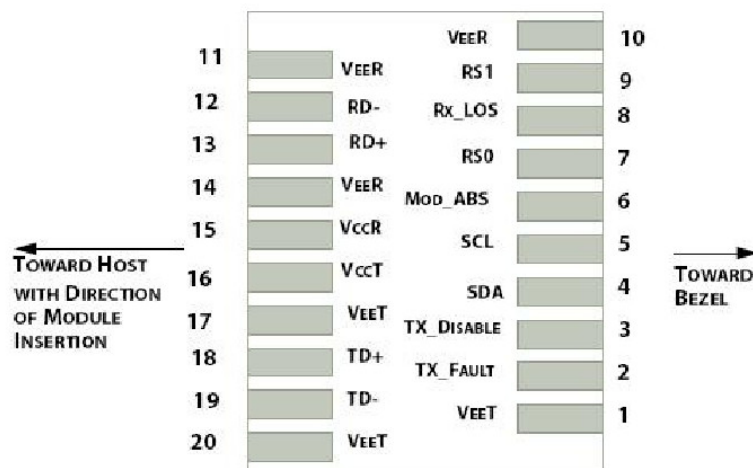 11 VEER
12 RD-
13 RD+
14 VEER
15 VCCR
16 VCCT
17 VEET
18 TD+
19 TD-
20 VEET
VEER 10
RS1 9
RX_LOS 8
RS0 7
MOD_ABS 6
SCL 5
SDA 4
TX_DISABLE 3
TX_FAULT 2
VEET 1
TOWARD HOST
WITH DIRECTION
OF MODULE
INSERTION
TOWARD
BEZEL